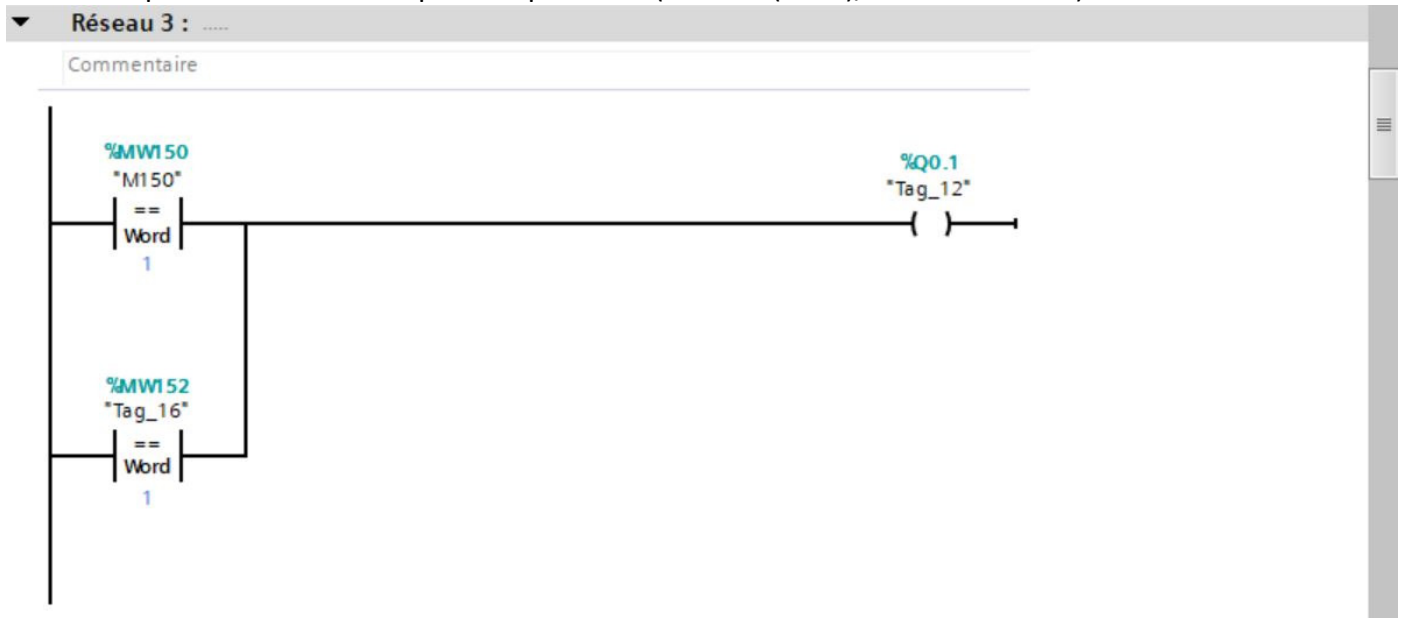 Réseau 3 : .....
Commentaire
%MW150
"M150"
==
Word
1
%Q0.1
"Tag_12"
( )
%MW152
"Tag_16"
==
Word
1